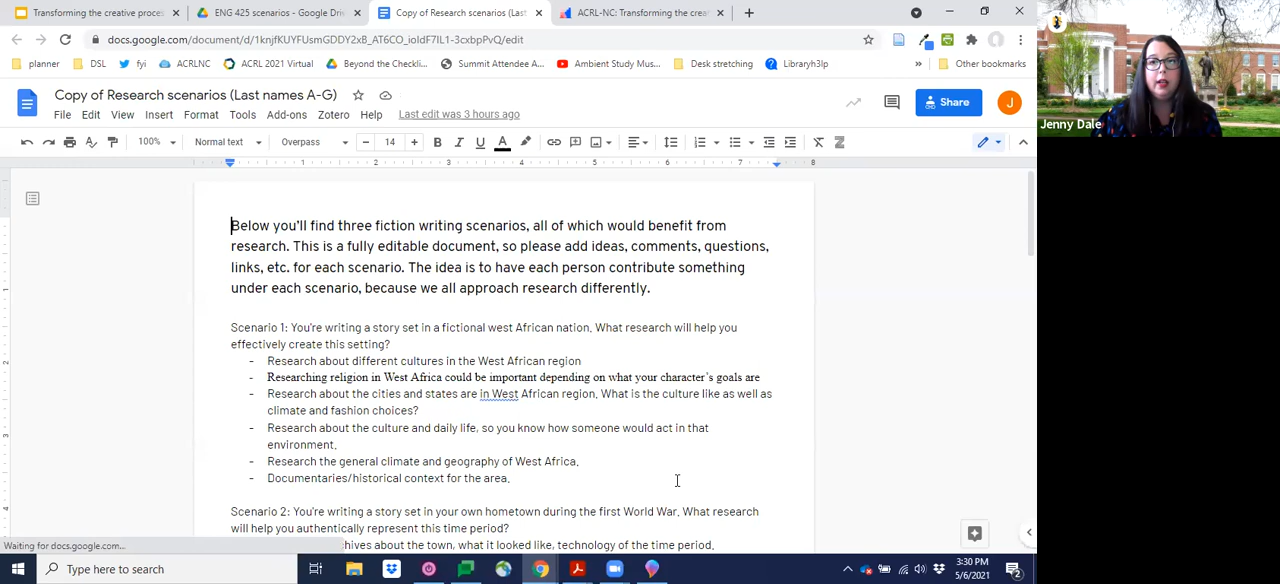 Transforming the creative proces
ENG 425 scenarios - Google Dri
Copy of Research scenarios (Last
ACRL-NC: Transforming the crea
docs.google.com/document/d/
planner
DSL
fyi
ACRLNC
ACRL 2021 Virtual
Beyond the Checkli...
Summit Attendee A...
Ambient Study Mus...
Desk stretching
Libraryh3lp
»
Other bookmarks
Copy of Research scenarios (Last names A-G)
File Edit View Insert Format Tools Add-ons Zotero Help Last edit was 3 hours ago
Share
J
Jenny Dale
100% Normal text Overpass - 14 + B I U A
1 2 3 4 5 6 7 8
Below you'll find three fiction writing scenarios, all of which would benefit from
research. This is a fully editable document, so please add ideas, comments, questions,
links, etc. for each scenario. The idea is to have each person contribute something
under each scenario, because we all approach research differently.
Scenario 1: You're writing a story set in a fictional west African nation. What research will help you
effectively create this setting?
- Research about different cultures in the West African region
- Researching religion in West Africa could be important depending on what your character's goals are
- Research about the cities and states are in West African region. What is the culture like as well as
climate and fashion choices?
- Research about the culture and daily life, so you know how someone would act in that
environment.
- Research the general climate and geography of West Africa.
- Documentaries/historical context for the area.
Scenario 2: You're writing a story set in your own hometown during the first World War. What research
will help you authentically represent this time period?
hives about the town, what it looked like, technology of the time period.
Waiting for docs.google.com...
Type here to search
3:30 PM
5/6/2021
2